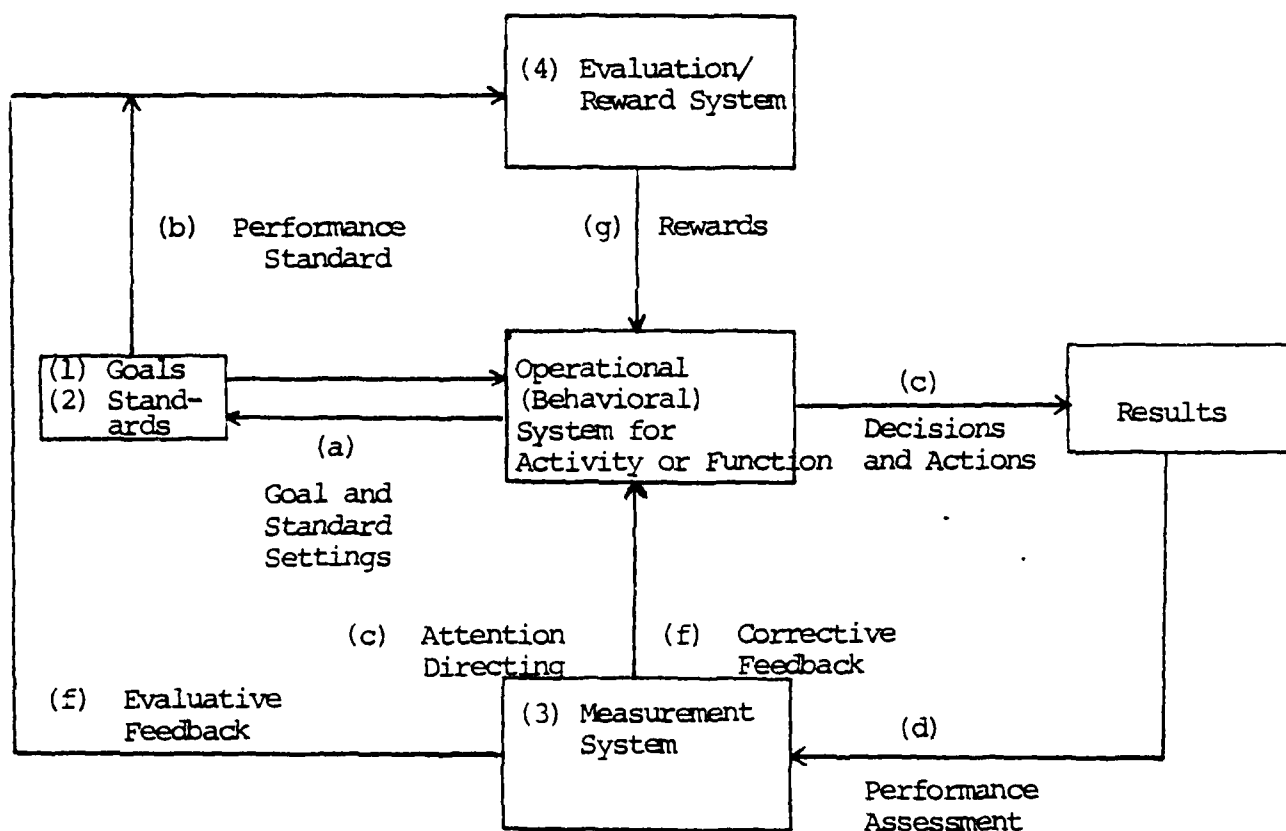 (4) Evaluation/
Reward System
(b) Performance
Standard
(g) Rewards
(1) Goals
(2) Stand-
ards
Operational
(Behavioral)
System for
Activity or Function
(c)
Decisions
and Actions
Results
(a)
Goal and
Standard
Settings
(c) Attention
Directing
(f) Corrective
Feedback
(f) Evaluative
Feedback
(3) Measurement
System
(d)
Performance
Assessment